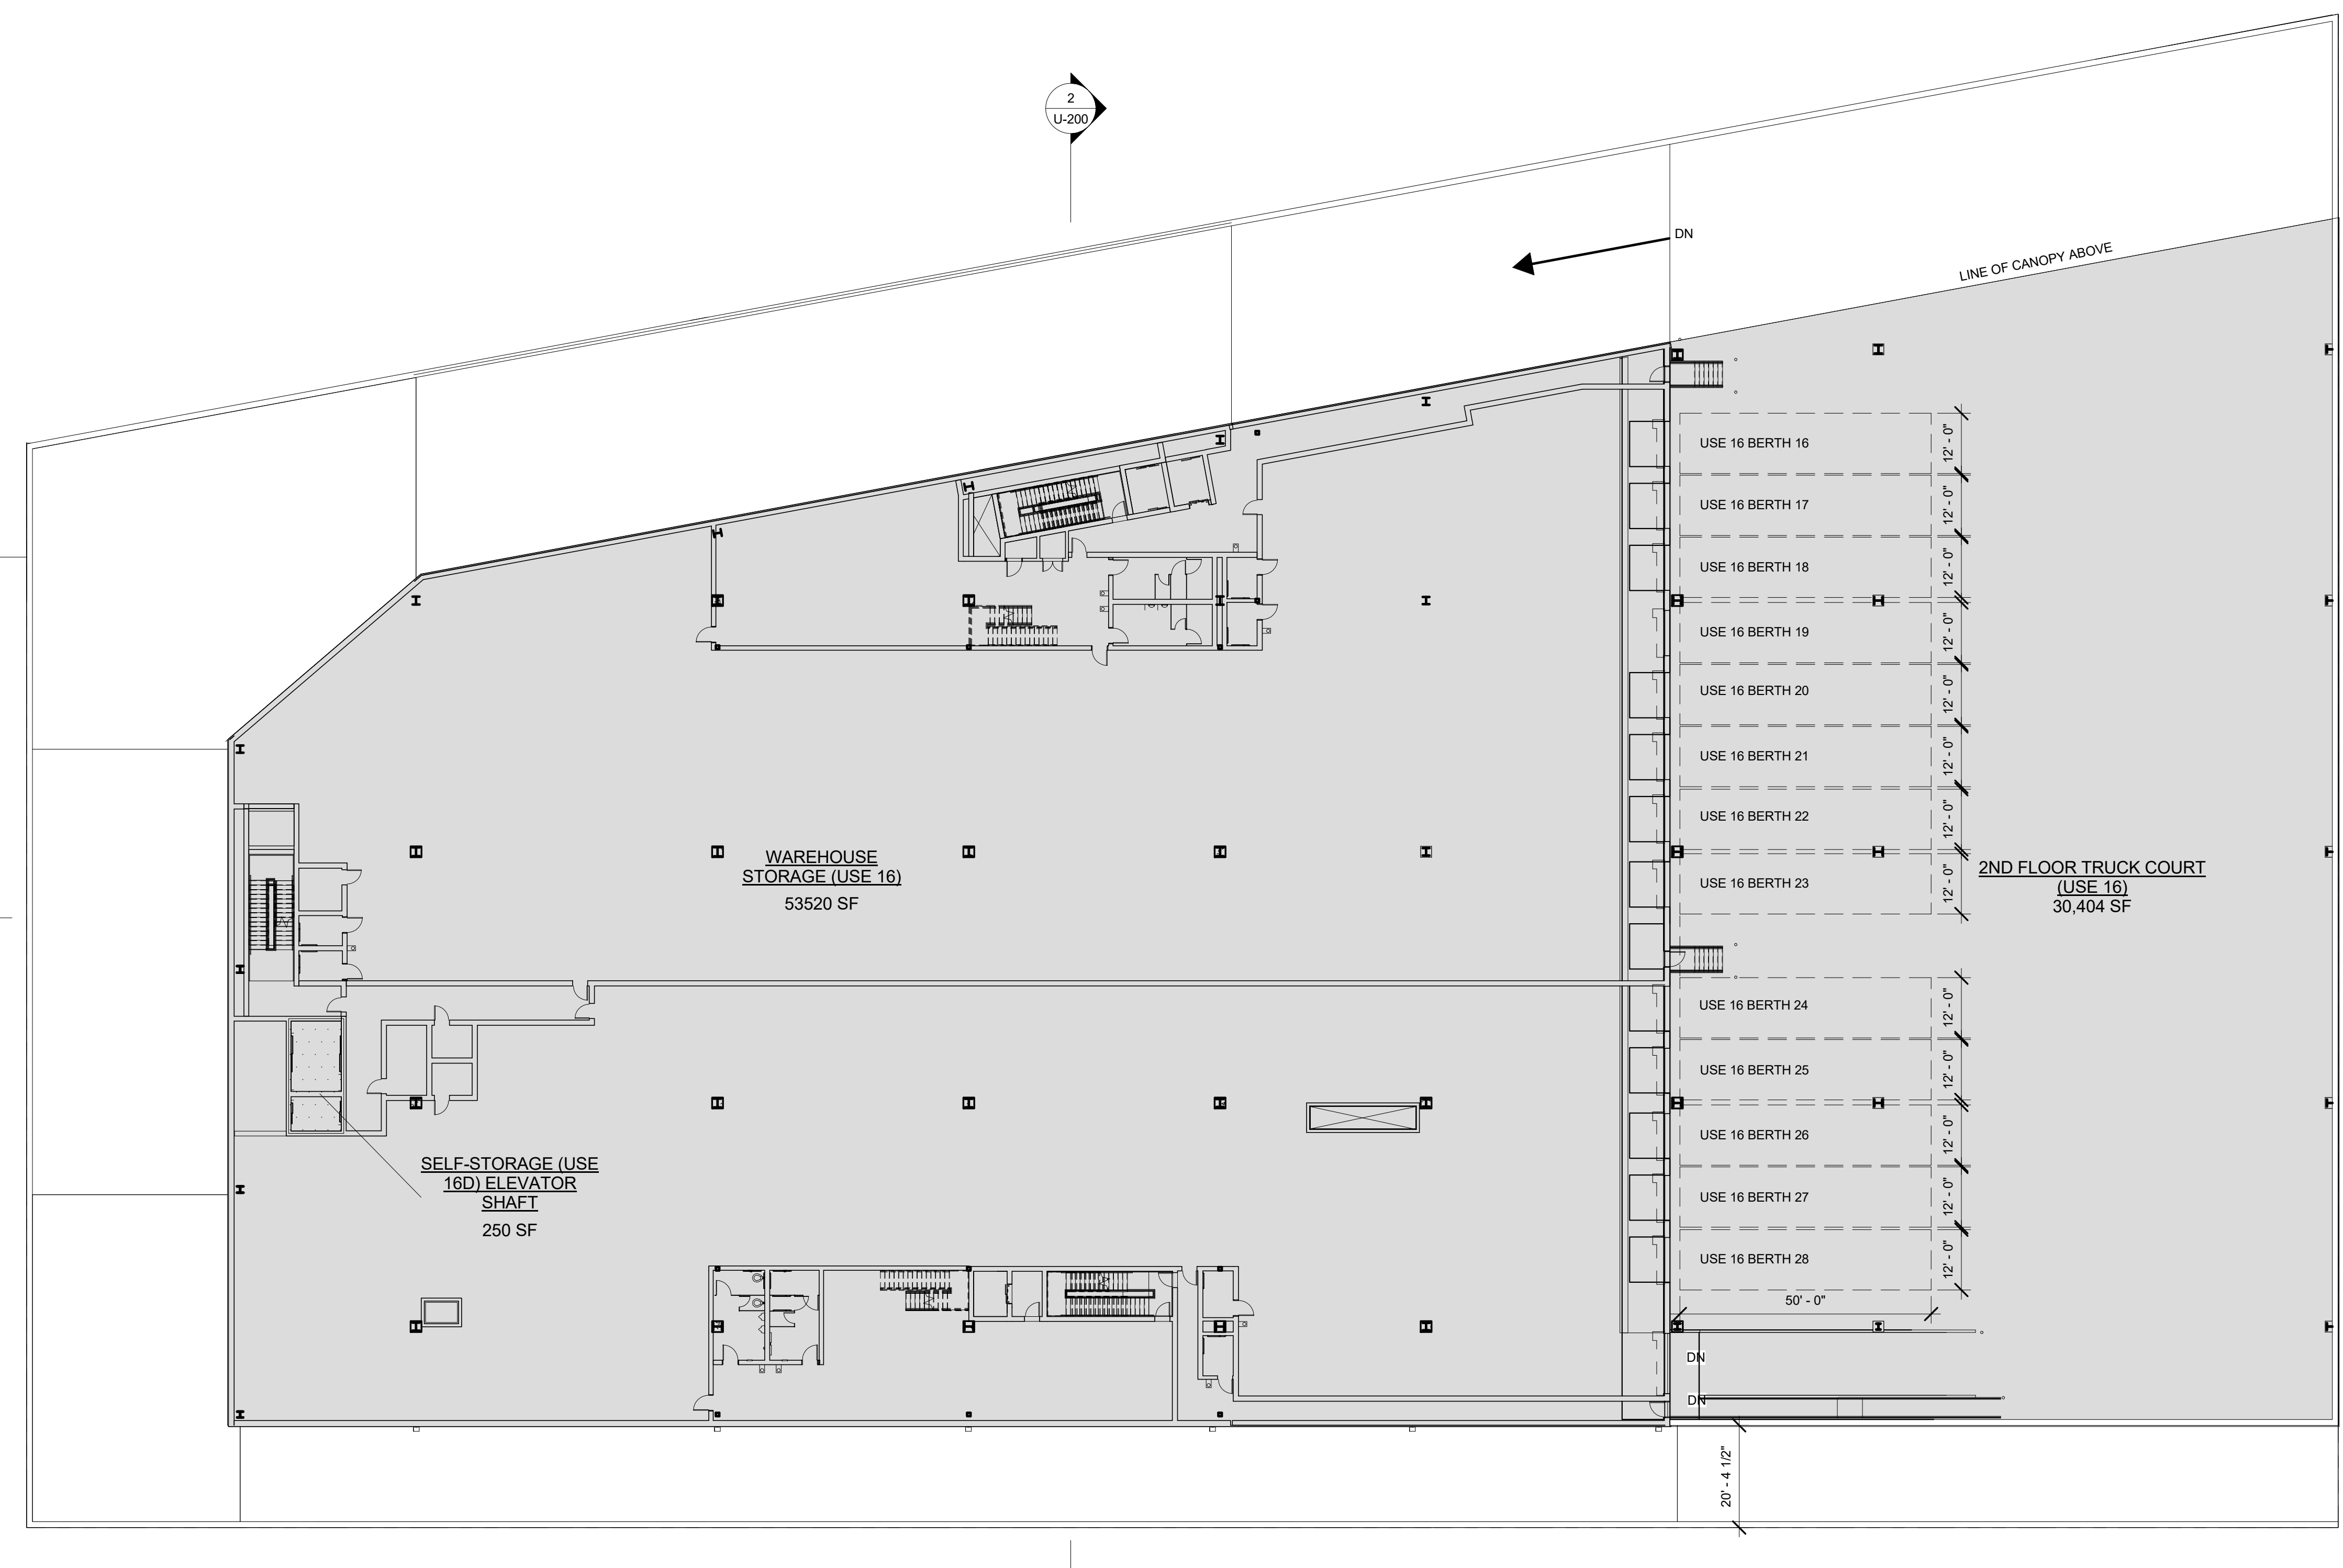 2
U-200
DN
LINE OF CANOPY ABOVE
USE 16 BERTH 16
12' - 0"
USE 16 BERTH 17
12' - 0"
USE 16 BERTH 18
12' - 0"
USE 16 BERTH 19
12' - 0"
USE 16 BERTH 20
12' - 0"
USE 16 BERTH 21
12' - 0"
USE 16 BERTH 22
12' - 0"
USE 16 BERTH 23
12' - 0"
WAREHOUSE
STORAGE (USE 16)
53520 SF
2ND FLOOR TRUCK COURT
(USE 16)
30,404 SF
USE 16 BERTH 24
12' - 0"
USE 16 BERTH 25
12' - 0"
USE 16 BERTH 26
12' - 0"
USE 16 BERTH 27
12' - 0"
USE 16 BERTH 28
12' - 0"
SELF-STORAGE (USE
16D) ELEVATOR
SHAFT
250 SF
50' - 0"
DN
DN
20' - 4 1/2"